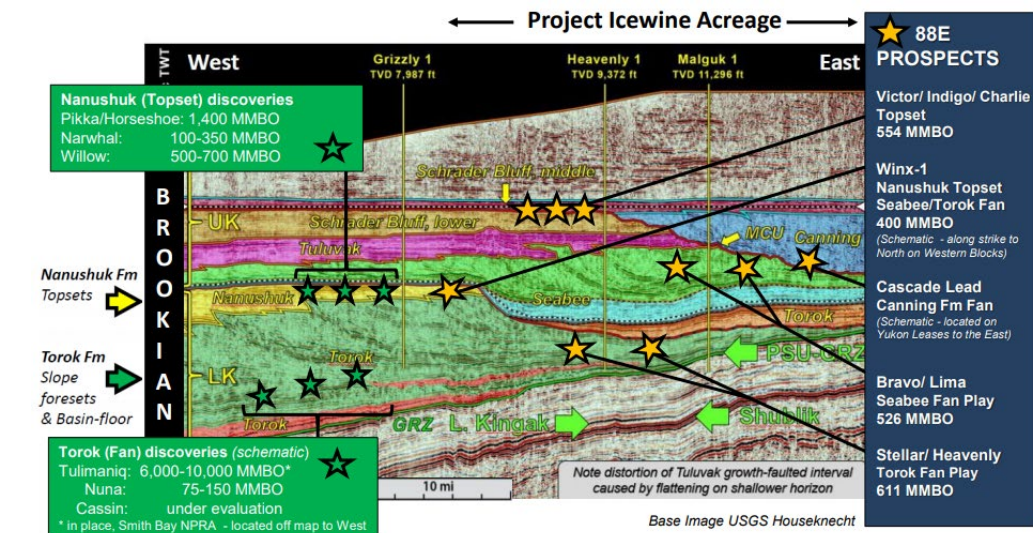 Project Icewine Acreage
TWT
West
Grizzly 1
TVD 7,987 ft
Heavenly 1
TVD 9,372 ft
Malguk 1
TVD 11,296 ft
East
Nanushuk (Topset) discoveries
Pikka/Horseshoe: 1,400 MMBO
Narwhal: 100-350 MMBO
Willow: 500-700 MMBO
BROOKIAN
UK
LK
Schrader Bluff, middle
Schrader Bluff, lower
Tuluvak
MCU
Canning
Nanushuk
Seabee
Torok
Torok
Torok
PSU-GRZ
GRZ
L. Kingak
Shublik
Nanushuk Fm
Topsets
Torok Fm
Slope
foresets
& Basin-floor
Torok (Fan) discoveries (schematic)
Tulimaniq: 6,000-10,000 MMBO*
Nuna: 75-150 MMBO
Cassin: under evaluation
* in place, Smith Bay NPRA - located off map to West
10 mi
Note distortion of Tuluvak growth-faulted interval
caused by flattening on shallower horizon
Base Image USGS Houseknecht
88E
PROSPECTS
Victor/ Indigo/ Charlie
Topset
554 MMBO
Winx-1
Nanushuk Topset
Seabee/Torok Fan
400 MMBO
(Schematic - along strike to
North on Western Blocks)
Cascade Lead
Canning Fm Fan
(Schematic - located on
Yukon Leases to the East)
Bravo/ Lima
Seabee Fan Play
526 MMBO
Stellar/ Heavenly
Torok Fan Play
611 MMBO